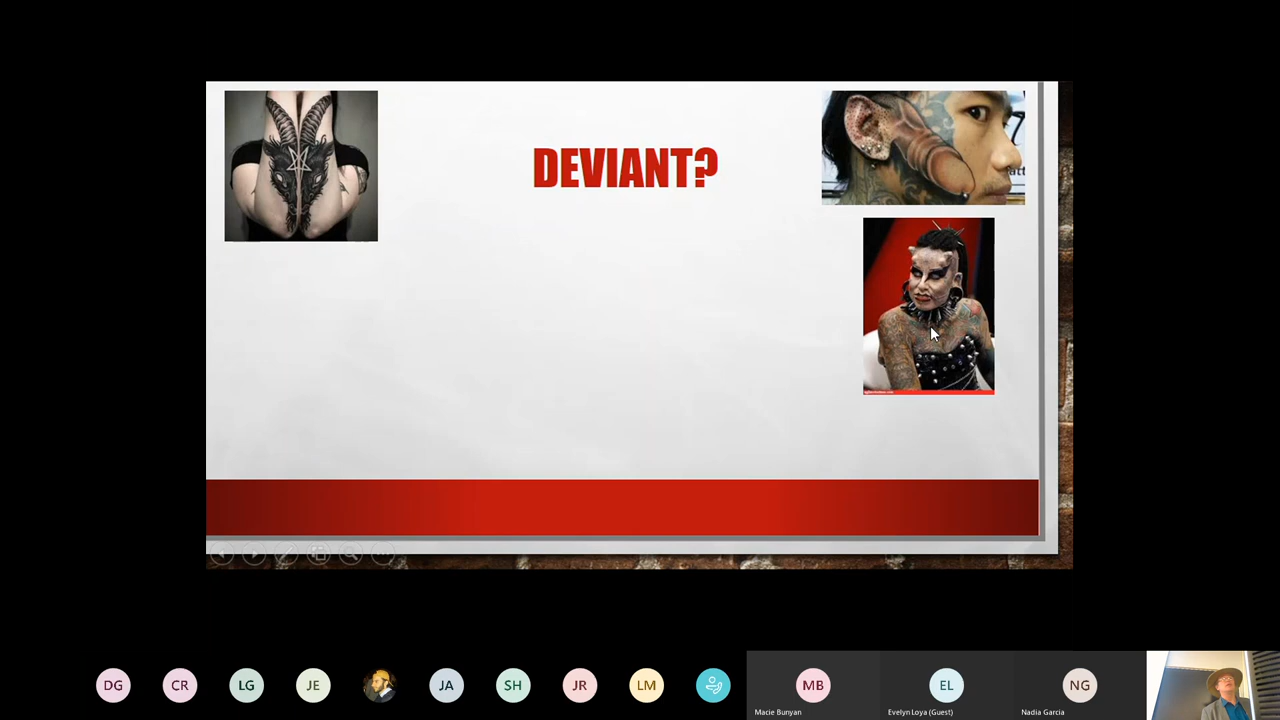 DEVIANT?
DG
CR
LG
JE
JA
SH
JR
LM
MB
EL
NG
Macie Bunyan
Evelyn Loya (Guest)
Nadia Garcia